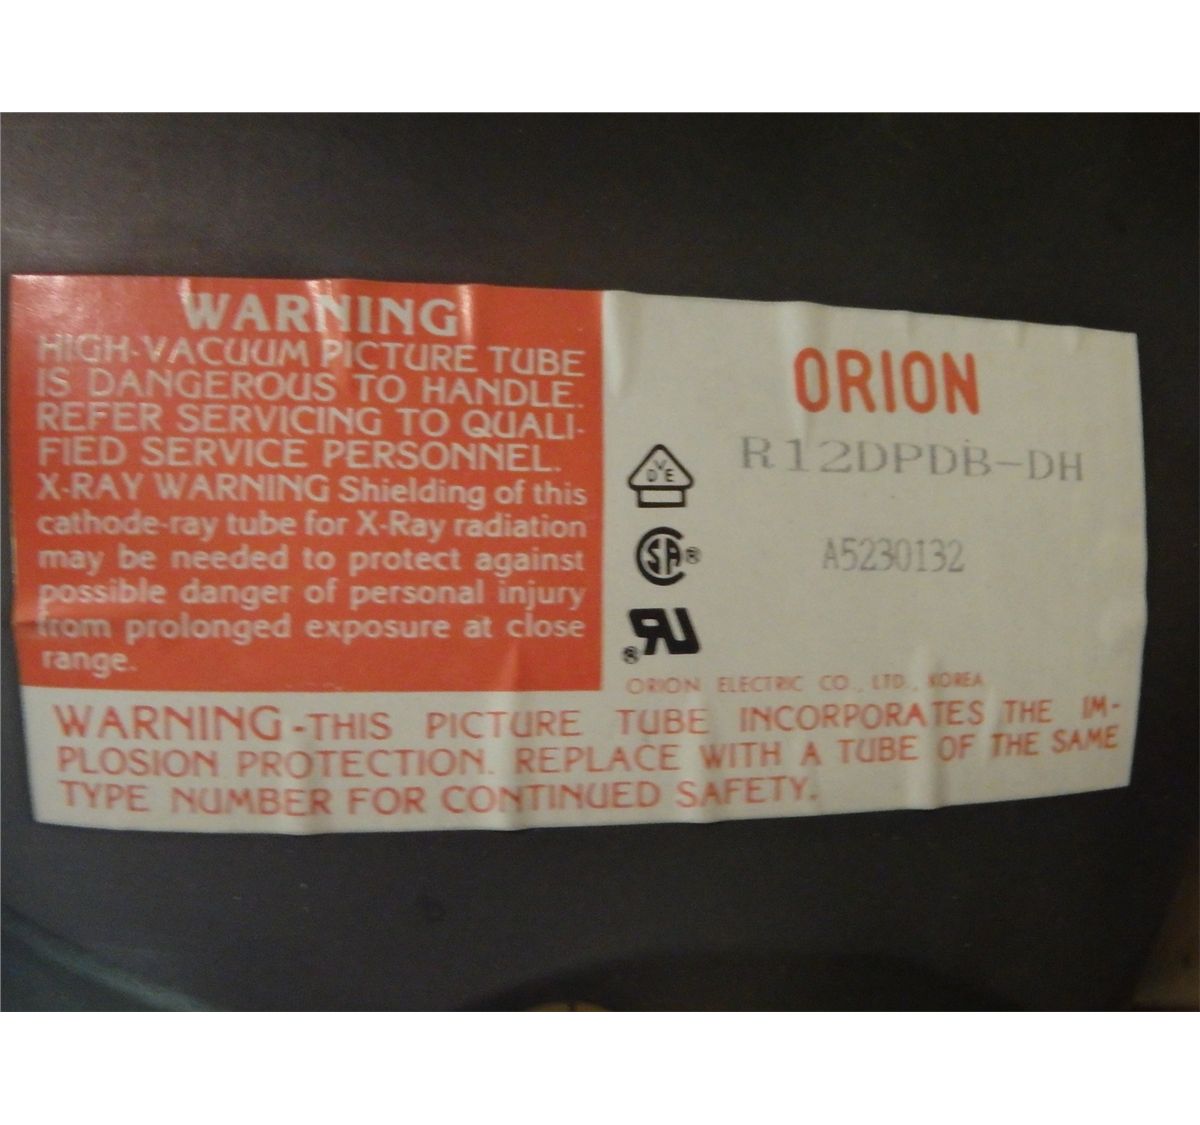 WARNING
HIGH-VACUUM PICTURE TUBE
IS DANGEROUS TO HANDLE.
REFER SERVICING TO QUALI-
FIED SERVICE PERSONNEL.
X-RAY WARNING Shielding of this
cathode-ray tube for X-Ray radiation
may be needed to protect against
possible danger of personal injury
from prolonged exposure at close
range.
ORION
R12DPDB-DH
VDE
A5230132
SA®
UR®
ORION ELECTRIC CO., LTD., KOREA
WARNING-THIS PICTURE TUBE INCORPORATES THE IM-
PLOSION PROTECTION. REPLACE WITH A TUBE OF THE SAME
TYPE NUMBER FOR CONTINUED SAFETY.